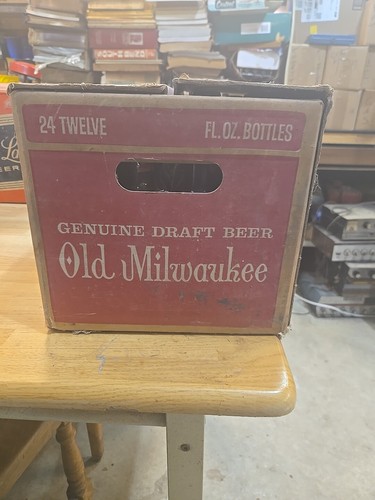 24 TWELVE FL. OZ. BOTTLES
GENUINE DRAFT BEER
Old Milwaukee